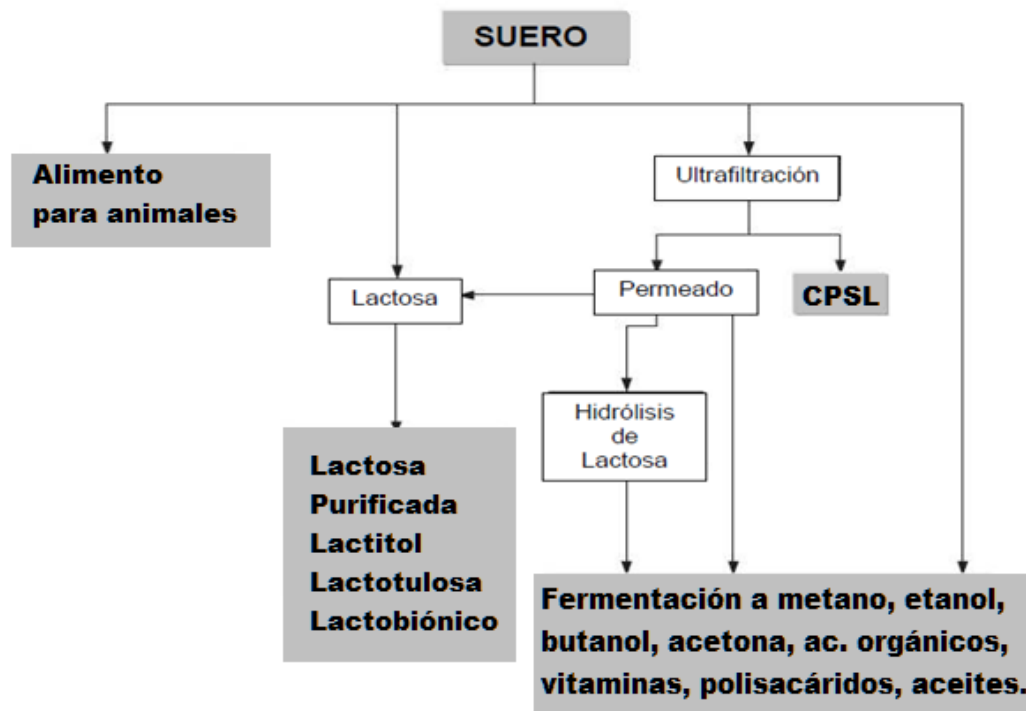 SUERO
Alimento
para animales
Ultrafiltración
Lactosa
Permeado
CPSL
Hidrólisis
de
Lactosa
Lactosa
Purificada
Lactitol
Lactotulosa
Lactobiónico
Fermentación a metano, etanol,
butanol, acetona, ac. orgánicos,
vitaminas, polisacáridos, aceites.